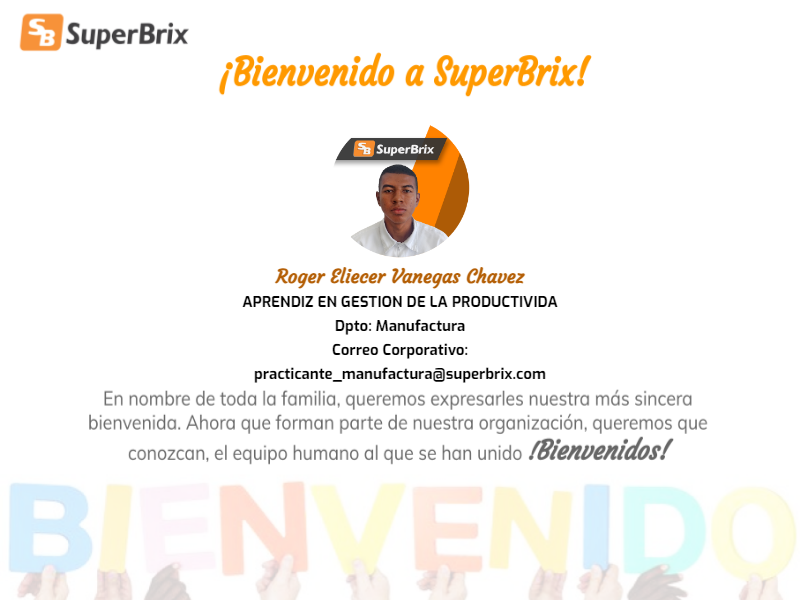 SB SuperBrix
¡Bienvenido a SuperBrix!
SB SuperBrix
Roger Eliecer Vanegas Chavez
APRENDIZ EN GESTION DE LA PRODUCTIVIDA
Dpto: Manufactura
Correo Corporativo:
practicante_manufactura@superbrix.com
En nombre de toda la familia, queremos expresarles nuestra más sincera
bienvenida. Ahora que forman parte de nuestra organización, queremos que
conozcan, el equipo humano al que se han unido ¡Bienvenidos!
BIENVENIDO